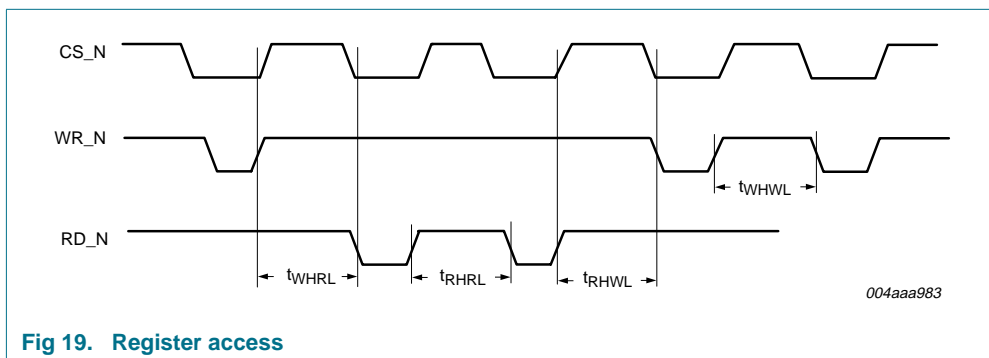 CS_N
WR_N
tWHWL
RD_N
tWHRL
tRHRL
tRHWL
004aaa983
Fig 19. Register access